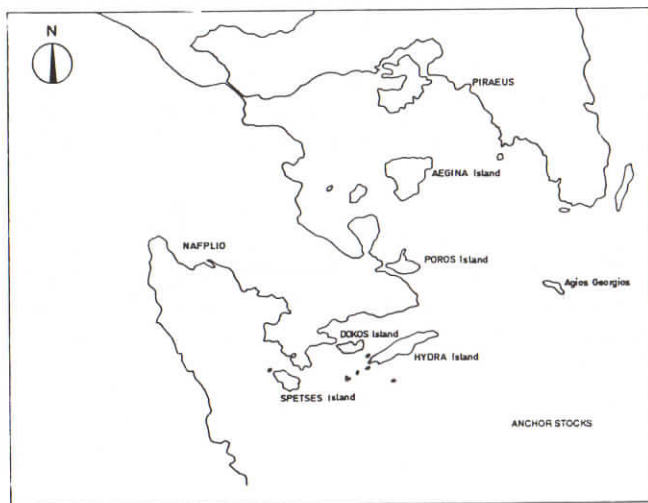 N
PIRAEUS
AEGINA Island
NAFPLIO
POROS Island
Agios Georgios
DOKOS Island
HYDRA Island
SPETSES Island
ANCHOR STOCKS